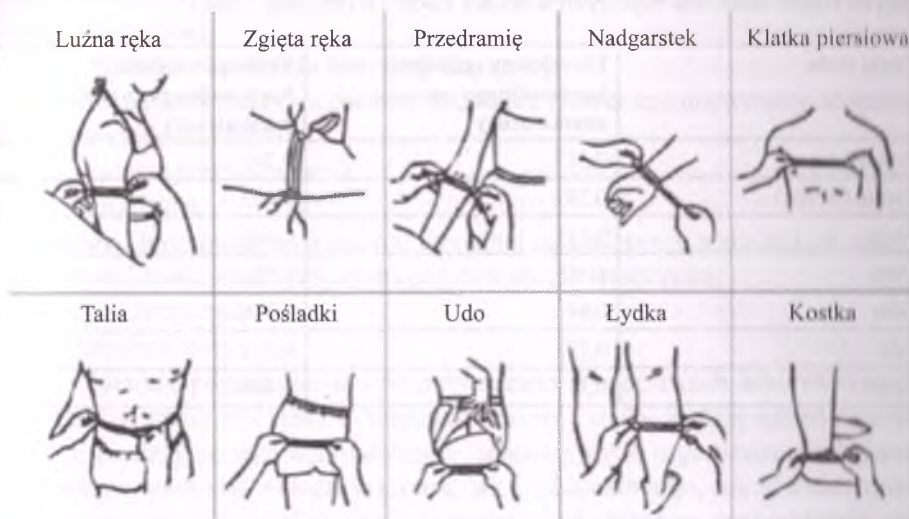 Luźna ręka
Zgięta ręka
Przedramię
Nadgarstek
Klatka piersiowa
Talia
Pośladki
Udo
Łydka
Kostka